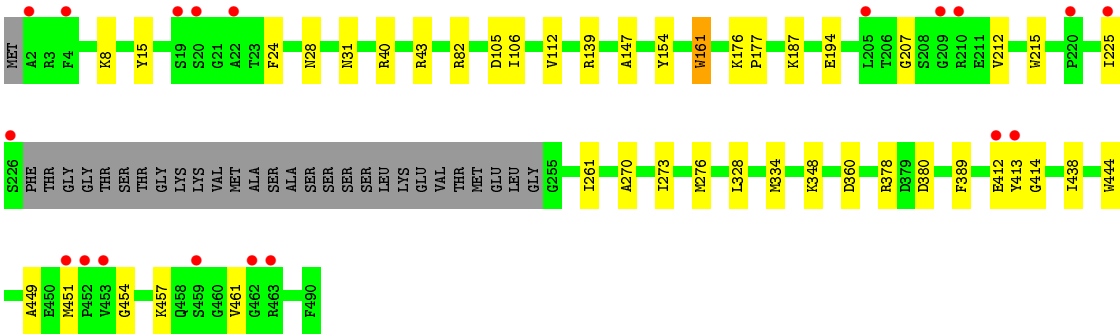 MET A2 R3 F4 K8 Y15 S19 S20 G21 A22 T23 F24 N28 N31 R40 R43 R82 D105 I106 V112 R139 A147 Y154 W161 K176 P177 K187 E194 L205 T206 G207 S208 G209 R210 E211 V212 W215 P220 I225
S226 PHE THR GLY GLY THR SER THR GLY LYS LYS VAL MET ALA SER ALA SER SER SER SER LEU LYS GLU VAL THR MET GLU LEU GLY G255 I261 A270 I273 M276 L328 M334 K348 D360 R378 D379 D380 F389 E412 Y413 G414 I438 W444
A449 E450 M451 P452 V453 G454 K457 Q458 S459 G460 V461 G462 R463 F490